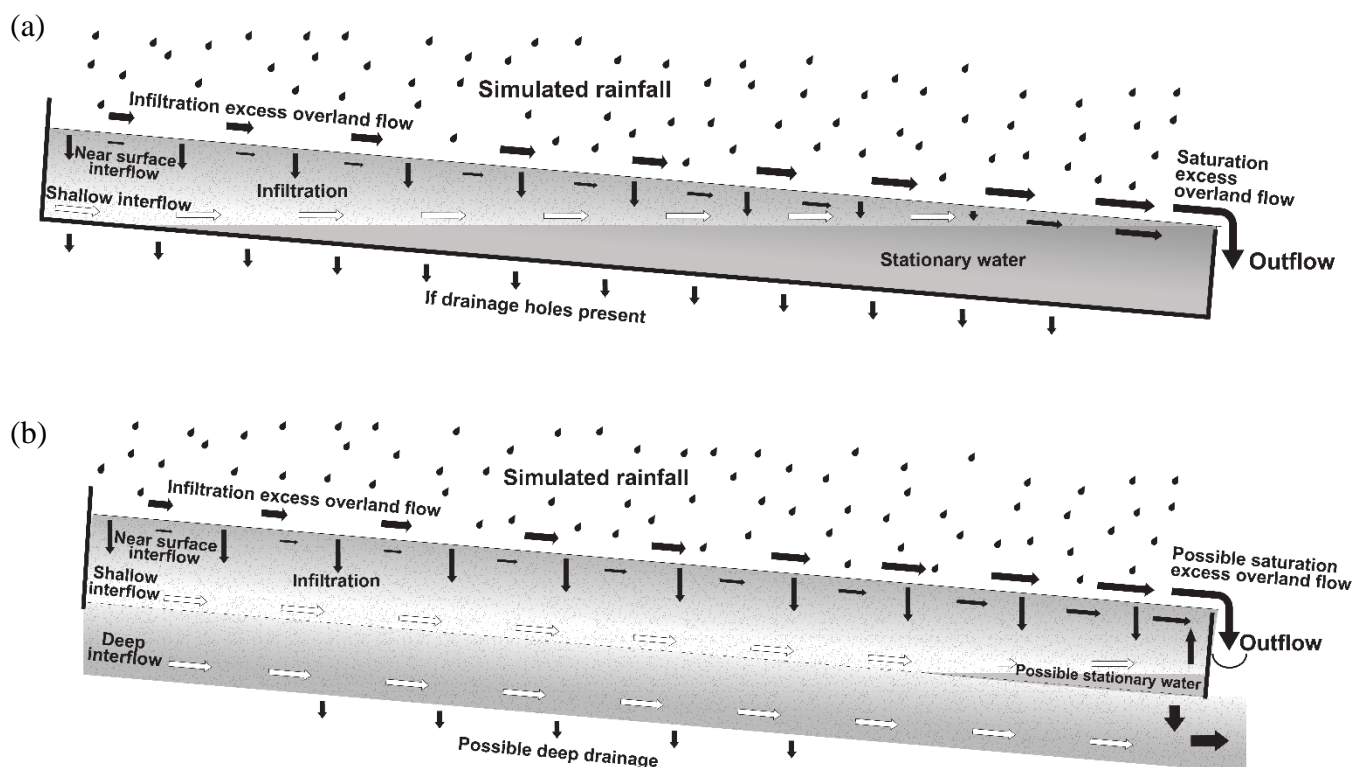 (a)
Simulated rainfall
Infiltration excess overland flow
Near surface
interflow
Infiltration
Shallow interflow
Saturation
excess
overland flow
Stationary water
Outflow
If drainage holes present
(b)
Simulated rainfall
Infiltration excess overland flow
Near surface
interflow
Infiltration
Shallow
interflow
Possible saturation
excess overland flow
Deep
interflow
Outflow
Possible stationary water
Possible deep drainage